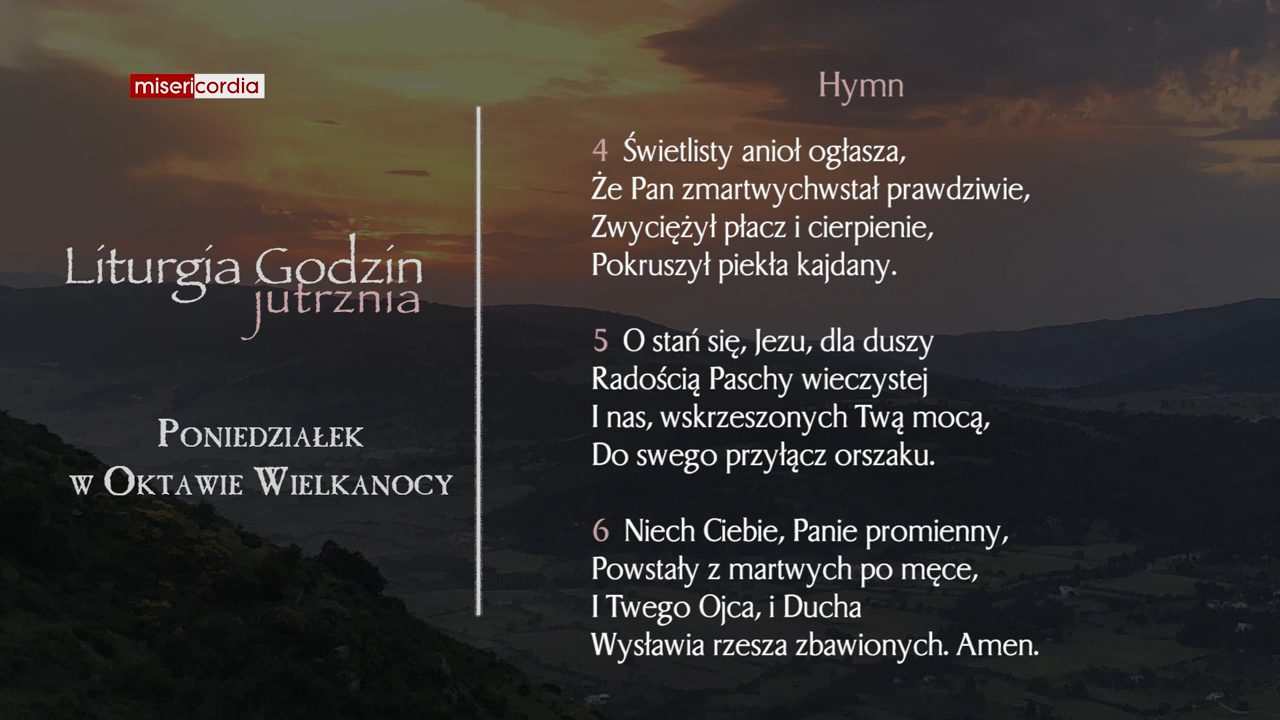 misericordia
Liturgia Godzin
jutrznia
Poniedziałek
w Oktawie Wielkanocy
Hymn
4 Świetlisty anioł ogłasza,
Że Pan zmartwychwstał prawdziwie,
Zwyciężył płacz i cierpienie,
Pokruszył piekła kajdany.
5 O stań się, Jezu, dla duszy
Radością Paschy wieczystej
I nas, wskrzeszonych Twą mocą,
Do swego przyłącz orszaku.
6 Niech Ciebie, Panie promienny,
Powstały z martwych po męce,
I Twego Ojca, i Ducha
Wysławia rzesza zbawionych. Amen.